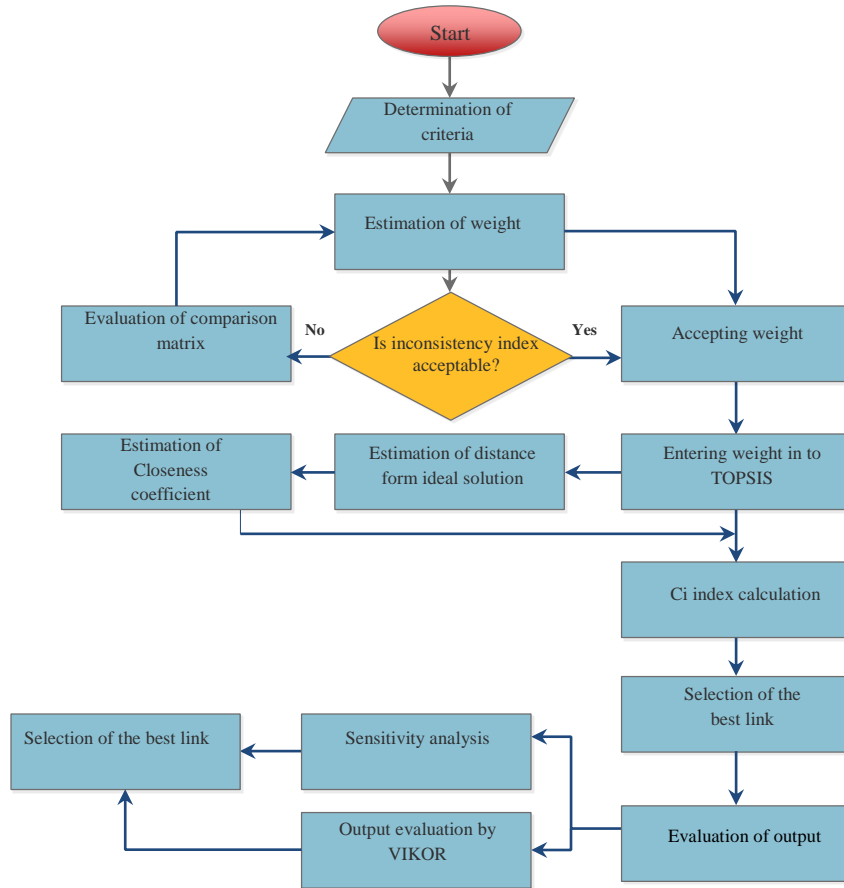 Start
Determination of
criteria
Estimation of weight
Evaluation of comparison
matrix
No
Is inconsistency index
acceptable?
Yes
Accepting weight
Estimation of
Closeness
coefficient
Estimation of distance
form ideal solution
Entering weight in to
TOPSIS
Ci index calculation
Selection of the
best link
Selection of the best link
Sensitivity analysis
Output evaluation by
VIKOR
Evaluation of output